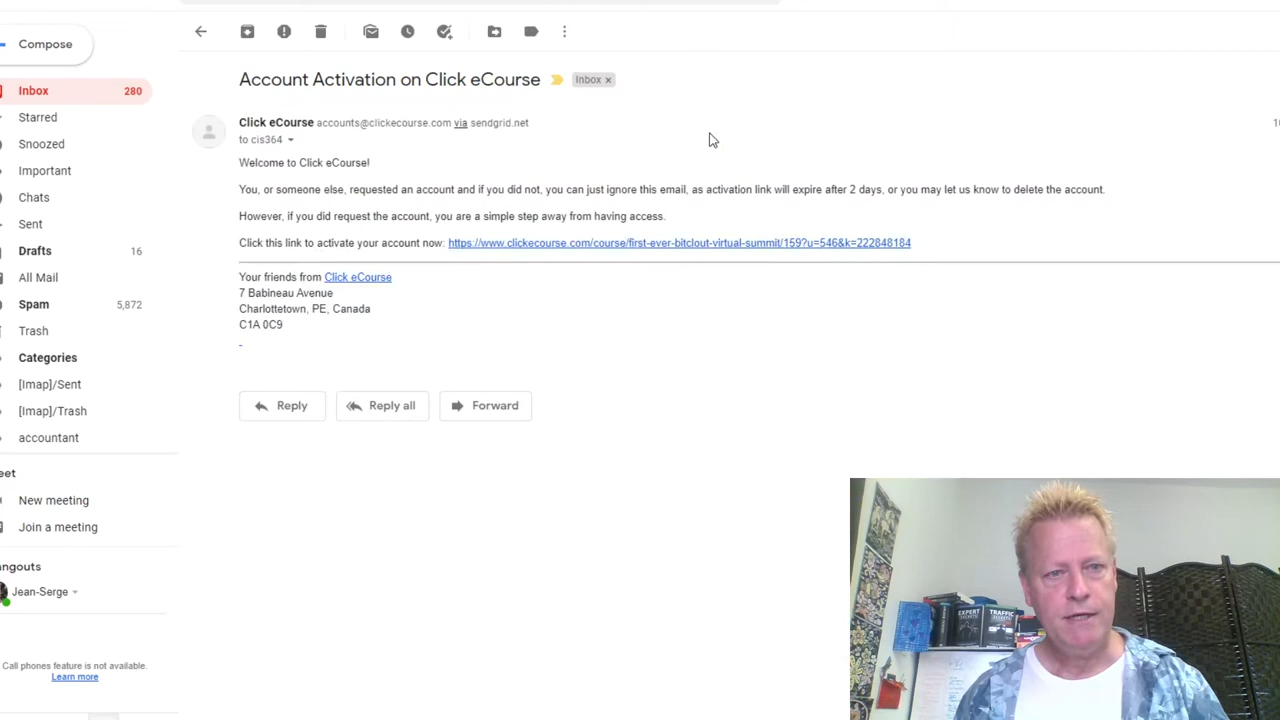 Compose
Inbox 280
Starred
Snoozed
Important
Chats
Sent
Drafts 16
All Mail
Spam 5,872
Trash
Categories
[Imap]/Sent
[Imap]/Trash
accountant
eet
New meeting
Join a meeting
angouts
Jean-Serge
Call phones feature is not available.
Learn more
Account Activation on Click eCourse Inbox x
Click eCourse accounts@clickecourse.com via sendgrid.net
to cis364
Welcome to Click eCourse!
You, or someone else, requested an account and if you did not, you can just ignore this email, as activation link will expire after 2 days, or you may let us know to delete the account.
However, if you did request the account, you are a simple step away from having access.
Click this link to activate your account now: https://www.clickecourse.com/course/first-ever-bitclout-virtual-summit/159?u=546&k=222848184
Your friends from Click eCourse
7 Babineau Avenue
Charlottetown, PE, Canada
C1A 0C9
-
Reply Reply all Forward
EXPERT
SECRETS
TRAFFIC
SECRETS